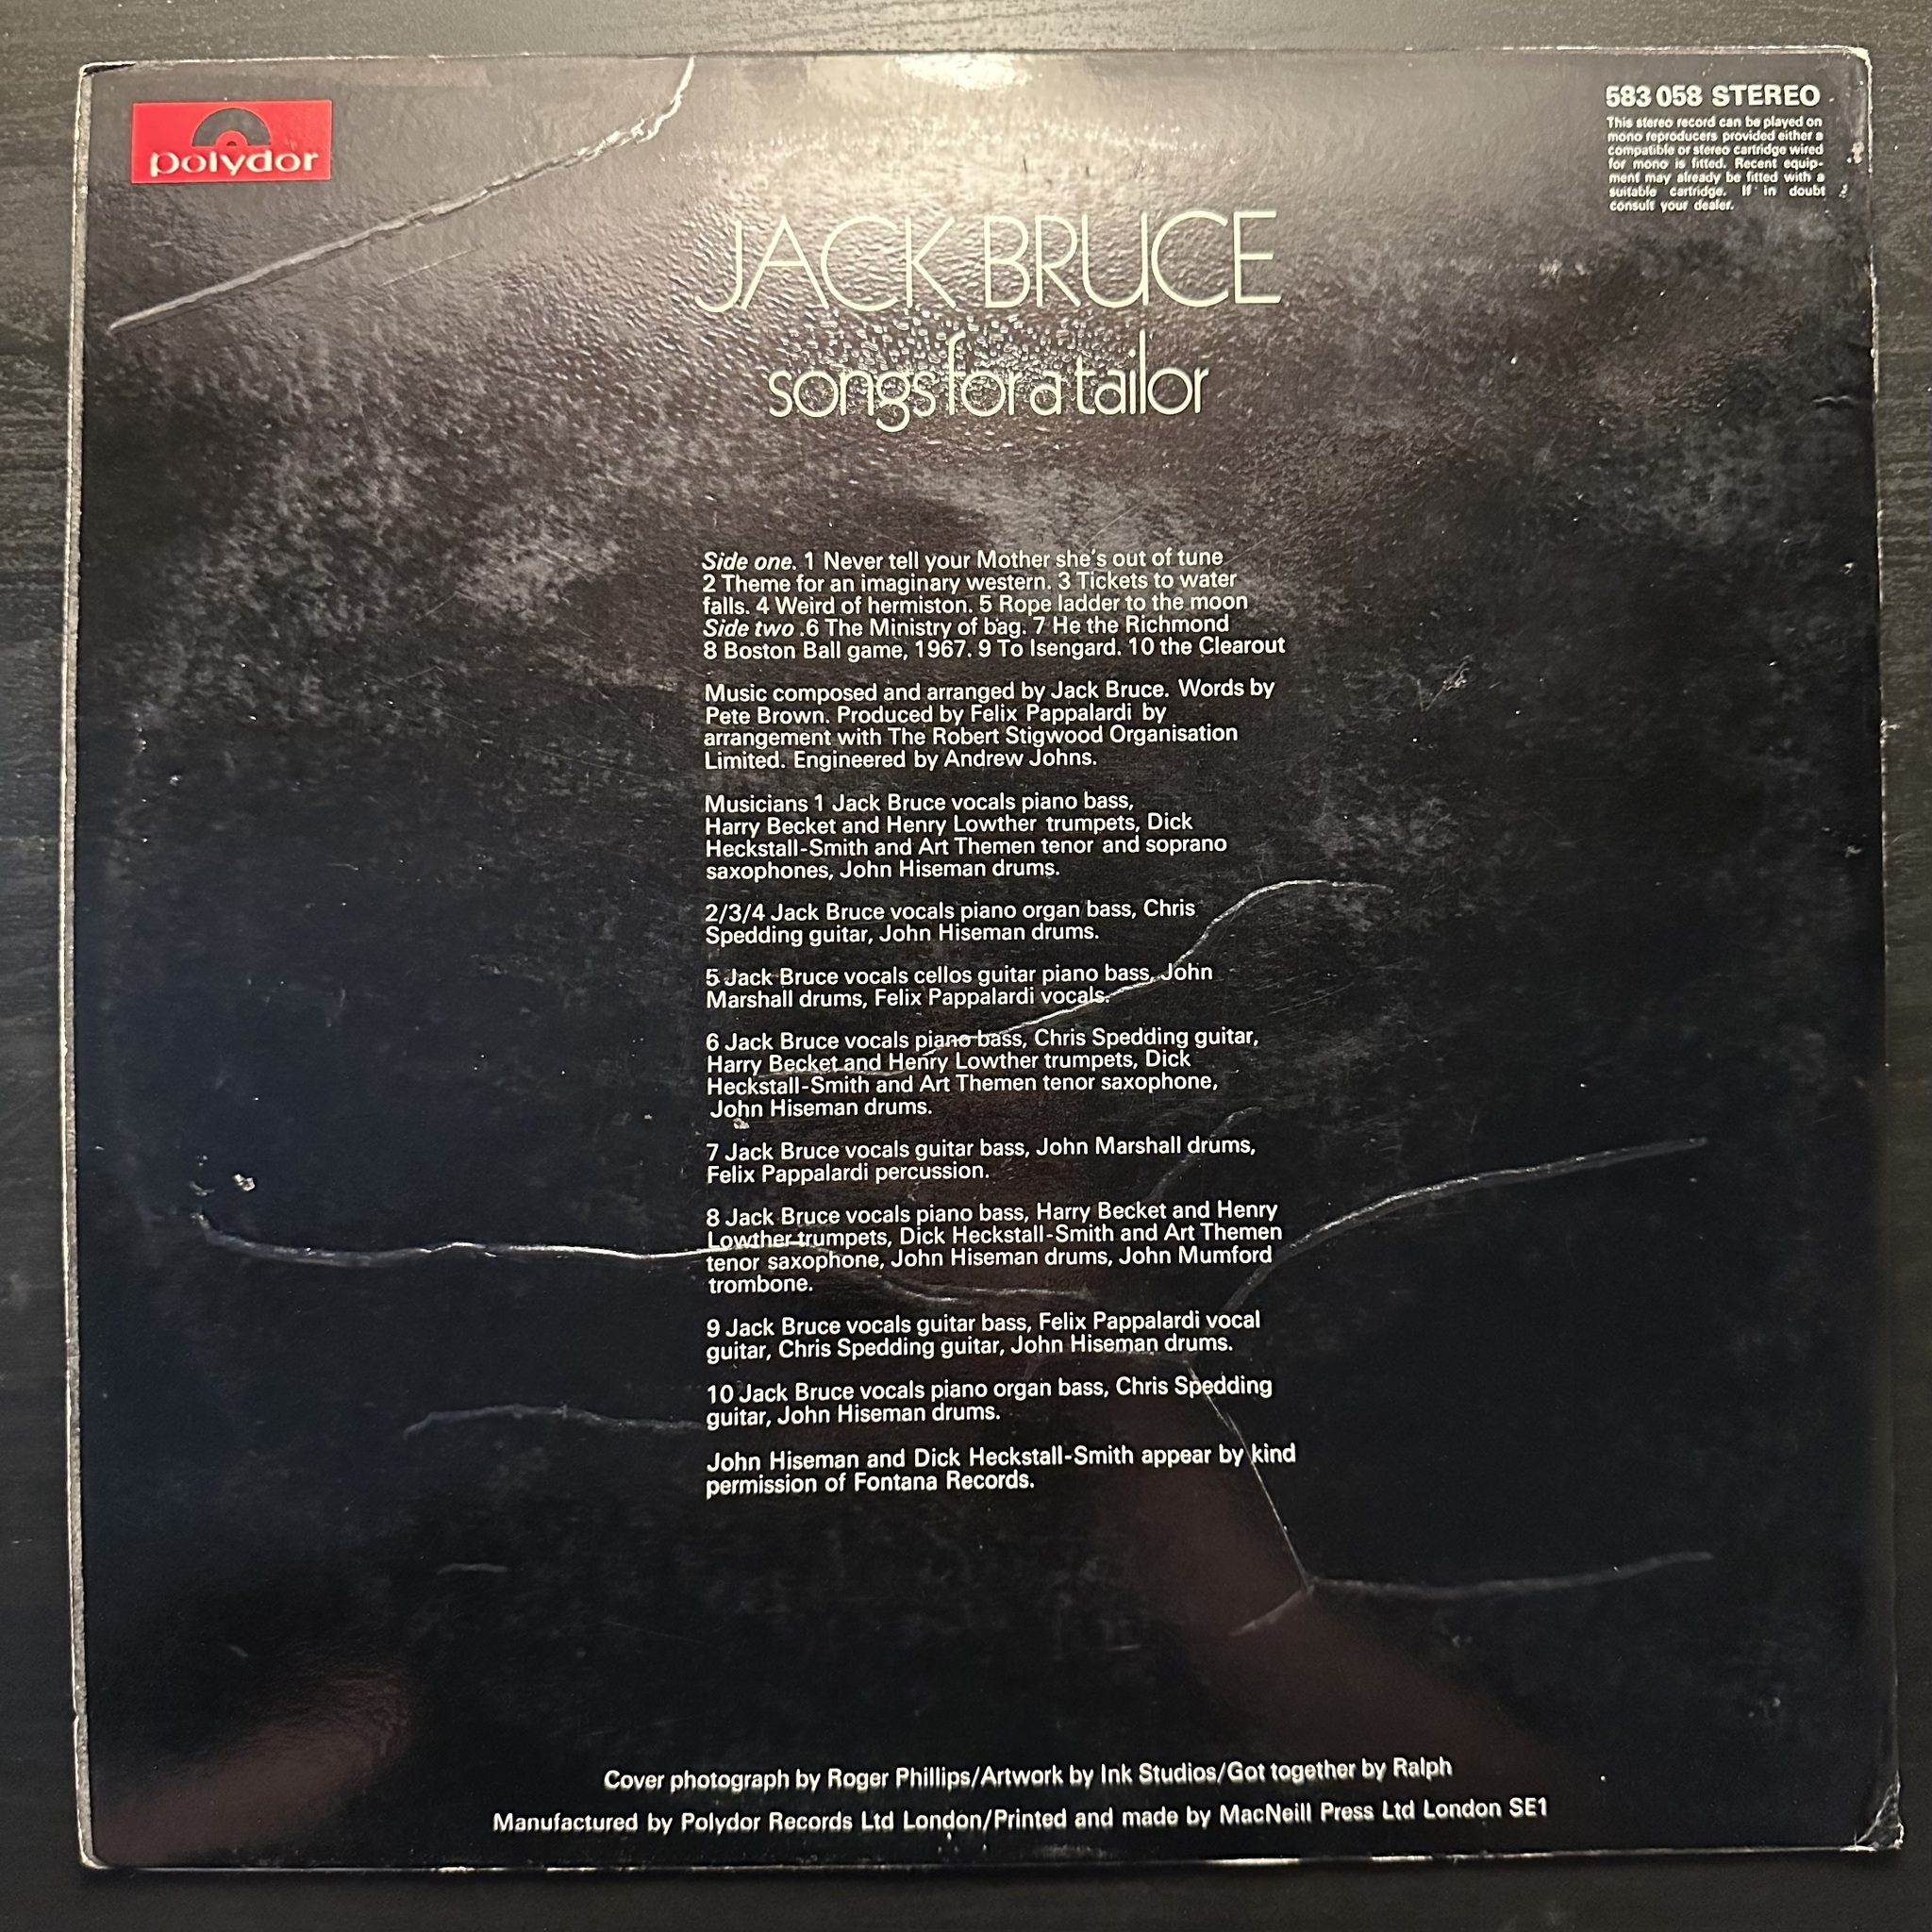 polydor
583 058 STEREO
This stereo record can be played on
mono reproducers provided either a
compatible or stereo cartridge wired
for mono is fitted. Recent equip-
ment may already be fitted with a
suitable cartridge. If in doubt
consult your dealer.
JACK BRUCE
songs for a tailor
Side one. 1 Never tell your Mother she's out of tune
2 Theme for an imaginary western. 3 Tickets to water
falls. 4 Weird of hermiston. 5 Rope ladder to the moon
Side two .6 The Ministry of bag. 7 He the Richmond
8 Boston Ball game, 1967. 9 To Isengard. 10 the Clearout
Music composed and arranged by Jack Bruce. Words by
Pete Brown. Produced by Felix Pappalardi by
arrangement with The Robert Stigwood Organisation
Limited. Engineered by Andrew Johns.
Musicians 1 Jack Bruce vocals piano bass,
Harry Becket and Henry Lowther trumpets, Dick
Heckstall-Smith and Art Themen tenor and soprano
saxophones, John Hiseman drums.
2/3/4 Jack Bruce vocals piano organ bass, Chris
Spedding guitar, John Hiseman drums.
5 Jack Bruce vocals cellos guitar piano bass, John
Marshall drums, Felix Pappalardi vocals.
6 Jack Bruce vocals piano bass, Chris Spedding guitar,
Harry Becket and Henry Lowther trumpets, Dick
Heckstall-Smith and Art Themen tenor saxophone,
John Hiseman drums.
7 Jack Bruce vocals guitar bass, John Marshall drums,
Felix Pappalardi percussion.
8 Jack Bruce vocals piano bass, Harry Becket and Henry
Lowther trumpets, Dick Heckstall-Smith and Art Themen
tenor saxophone, John Hiseman drums, John Mumford
trombone.
9 Jack Bruce vocals guitar bass, Felix Pappalardi vocal
guitar, Chris Spedding guitar, John Hiseman drums.
10 Jack Bruce vocals piano organ bass, Chris Spedding
guitar, John Hiseman drums.
John Hiseman and Dick Heckstall-Smith appear by kind
permission of Fontana Records.
Cover photograph by Roger Phillips/Artwork by Ink Studios/Got together by Ralph
Manufactured by Polydor Records Ltd London/Printed and made by MacNeill Press Ltd London SE1